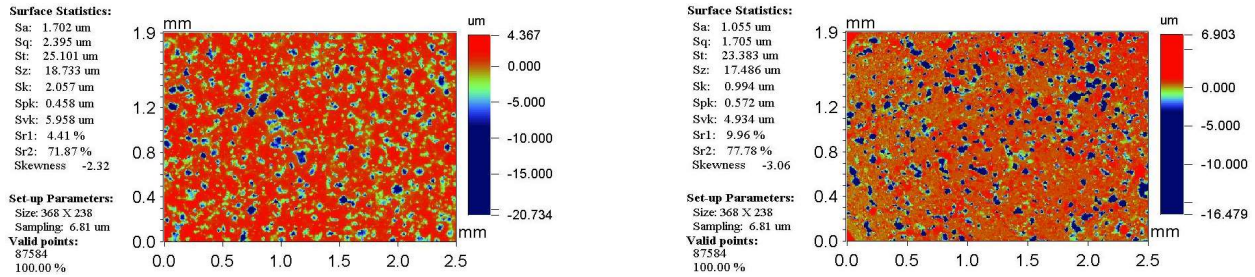 Surface Statistics:
Sa: 1.702 um
Sq: 2.395 um
St: 25.101 um
Sz: 18.733 um
Sk: 2.057 um
Spk: 0.458 um
Svk: 5.958 um
Sr1: 4.41 %
Sr2: 71.87 %
Skewness -2.32
Set-up Parameters:
Size: 368 X 238
Sampling: 6.81 um
Valid points:
87584
100.00 %
mm
1.9
1.2
0.8
0.4
0.0
0.0 0.5 1.0 1.5 2.0 2.5
mm
um
4.367
0.000
-5.000
-10.000
-15.000
-20.734
Surface Statistics:
Sa: 1.055 um
Sq: 1.705 um
St: 23.383 um
Sz: 17.486 um
Sk: 0.994 um
Spk: 0.572 um
Svk: 4.934 um
Sr1: 9.96 %
Sr2: 77.78 %
Skewness -3.06
Set-up Parameters:
Size: 368 X 238
Sampling: 6.81 um
Valid points:
87584
100.00 %
mm
1.9
1.2
0.8
0.4
0.0
0.0 0.5 1.0 1.5 2.0 2.5
mm
um
6.903
0.000
-5.000
-10.000
-16.479